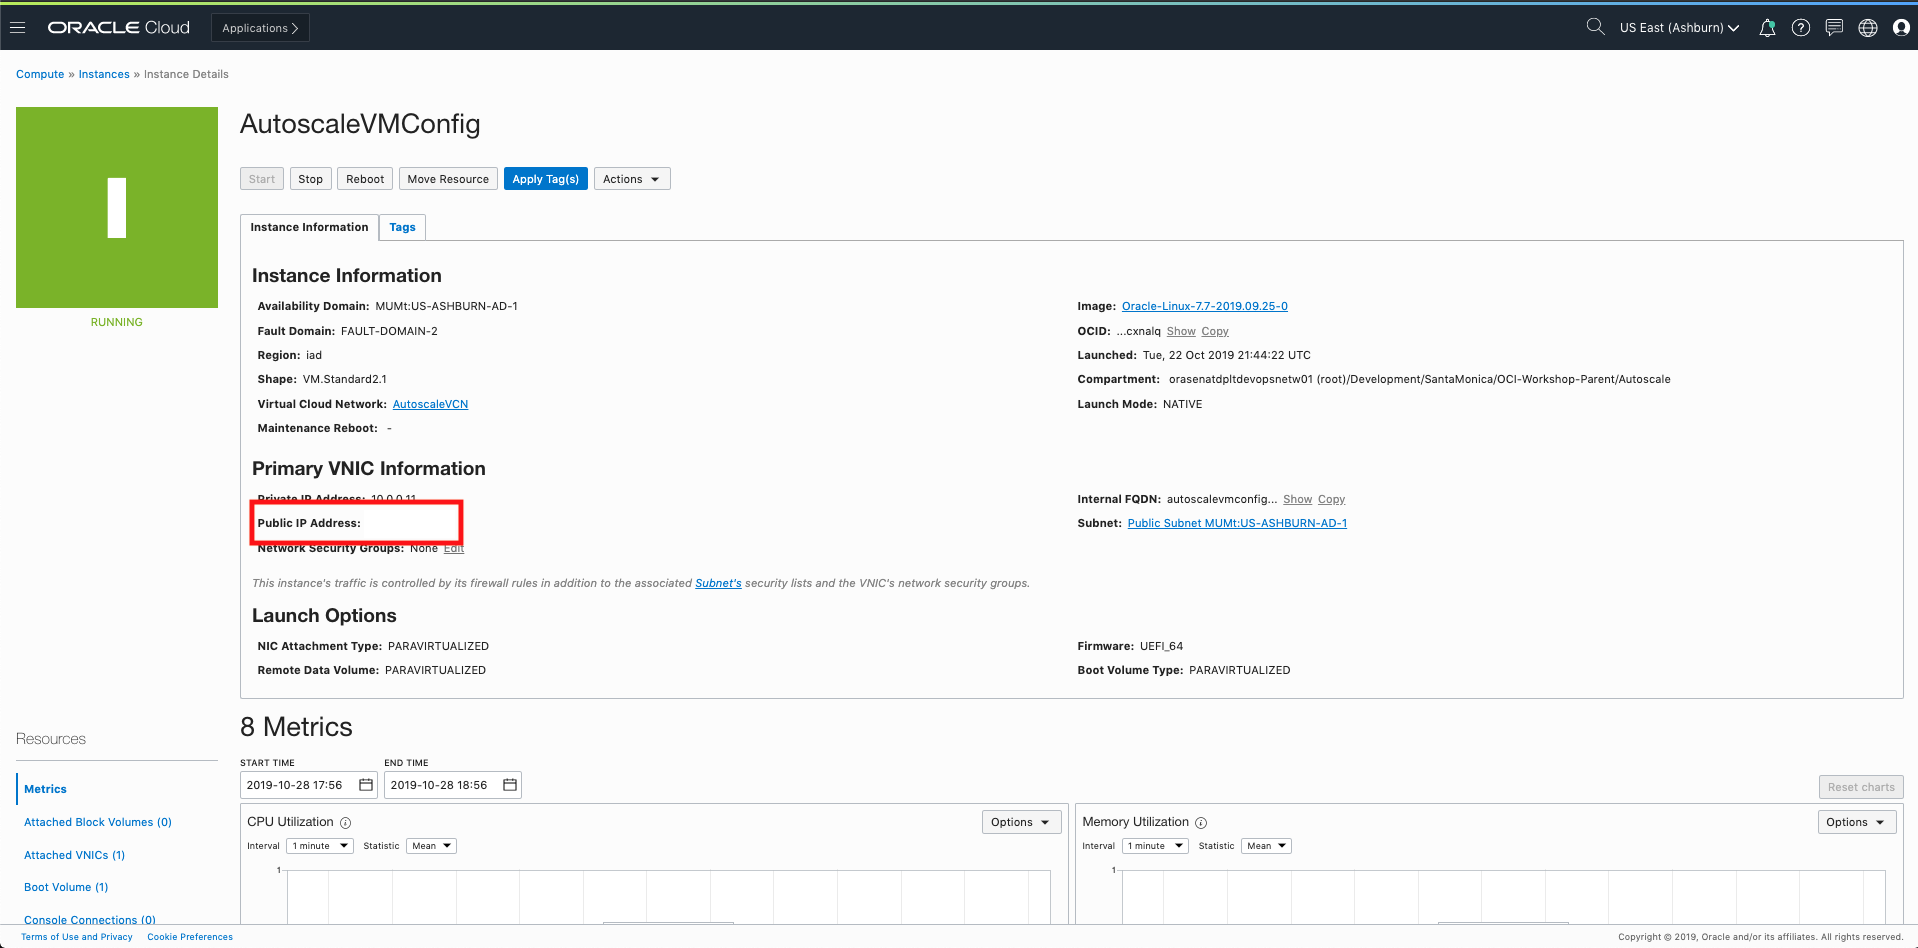 ORACLE Cloud Applications US East (Ashburn)
Compute » Instances » Instance Details
AutoscaleVMConfig
Start Stop Reboot Move Resource Apply Tag(s) Actions
RUNNING
Instance Information Tags
Instance Information
Availability Domain: MUMt:US-ASHBURN-AD-1
Fault Domain: FAULT-DOMAIN-2
Region: iad
Shape: VM.Standard2.1
Virtual Cloud Network: AutoscaleVCN
Maintenance Reboot: -
Image: Oracle-Linux-7.7-2019.09.25-0
OCID: ...cxnalq Show Copy
Launched: Tue, 22 Oct 2019 21:44:22 UTC
Compartment: orasenatdpltdevopsnetw01 (root)/Development/SantaMonica/OCI-Workshop-Parent/Autoscale
Launch Mode: NATIVE
Primary VNIC Information
Private IP Address: 10.0.0.11
Public IP Address:
Network Security Groups: None Edit
Internal FQDN: autoscalevmconfig... Show Copy
Subnet: Public Subnet MUMt:US-ASHBURN-AD-1
This instance's traffic is controlled by its firewall rules in addition to the associated Subnet's security lists and the VNIC's network security groups.
Launch Options
NIC Attachment Type: PARAVIRTUALIZED
Remote Data Volume: PARAVIRTUALIZED
Firmware: UEFI_64
Boot Volume Type: PARAVIRTUALIZED
Resources
Metrics
Attached Block Volumes (0)
Attached VNICs (1)
Boot Volume (1)
Console Connections (0)
8 Metrics
START TIME END TIME
2019-10-28 17:56 2019-10-28 18:56
Reset charts
CPU Utilization Options
Interval 1 minute Statistic Mean
1
Memory Utilization Options
Interval 1 minute Statistic Mean
1
Terms of Use and Privacy Cookie Preferences
Copyright © 2019, Oracle and/or its affiliates. All rights reserved.